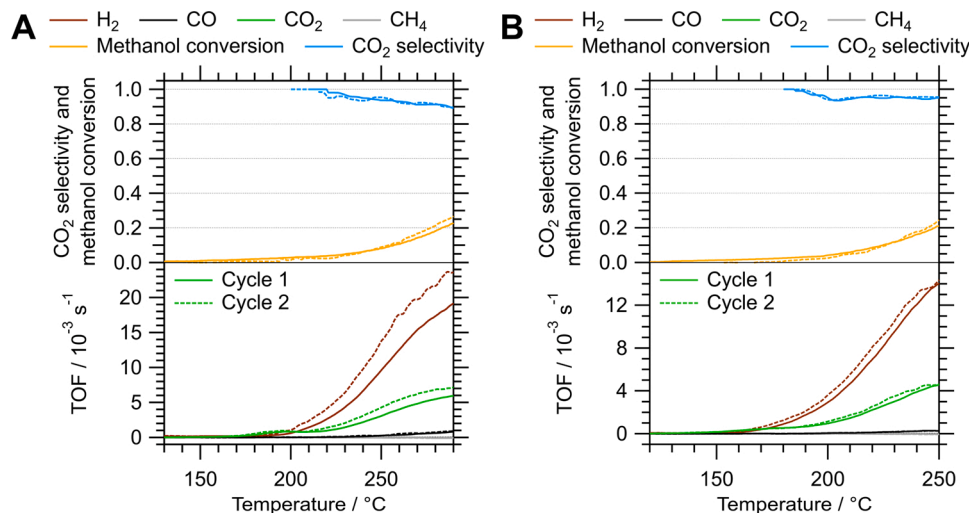 A
H₂ CO CO₂ CH₄
Methanol conversion CO₂ selectivity
CO₂ selectivity and
methanol conversion
1.0
0.8
0.6
0.4
0.2
0.0
Cycle 1
Cycle 2
TOF / 10⁻³ s⁻¹
20
15
10
5
0
150 200 250
Temperature / °C
B
H₂ CO CO₂ CH₄
Methanol conversion CO₂ selectivity
CO₂ selectivity and
methanol conversion
1.0
0.8
0.6
0.4
0.2
0.0
Cycle 1
Cycle 2
TOF / 10⁻³ s⁻¹
12
8
4
0
150 200 250
Temperature / °C